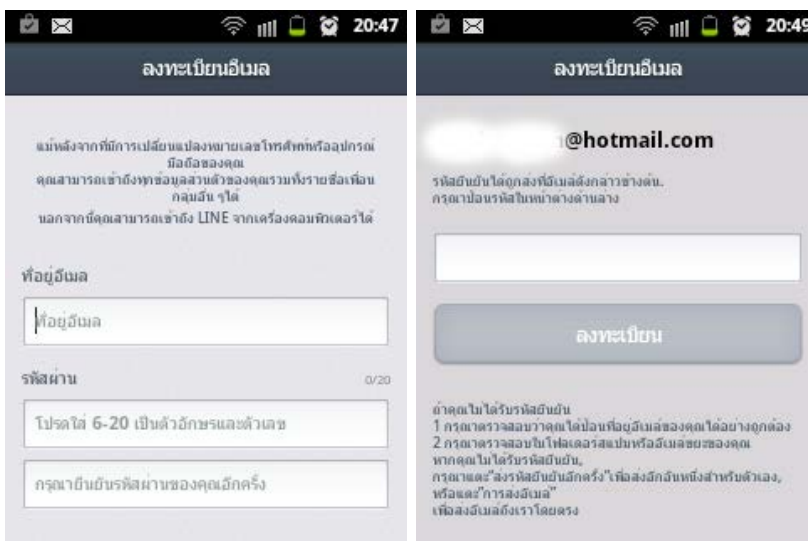 20:47
ลงทะเบียนอีเมล
แม้หลังจากที่มีการเปลี่ยนแปลงหมายเลขโทรศัพท์หรืออุปกรณ์
มือถือของคุณ
คุณสามารถเข้าถึงทุกข้อมูลส่วนตัวของคุณรวมทั้งรายชื่อเพื่อน
กลุ่มอื่น ๆได้
นอกจากนี้คุณสามารถเข้าถึง LINE จากเครื่องคอมพิวเตอร์ได้
ที่อยู่อีเมล
ที่อยู่อีเมล
รหัสผ่าน 0/20
โปรดใส่ 6-20 เป็นตัวอักษรและตัวเลข
กรุณายืนยันรหัสผ่านของคุณอีกครั้ง
20:49
ลงทะเบียนอีเมล
@hotmail.com
รหัสยืนยันได้ถูกส่งที่อีเมล์ดังกล่าวข้างต้น.
กรุณาป้อนรหัสในหน้าต่างด้านล่าง
ลงทะเบียน
ถ้าคุณไม่ได้รับรหัสยืนยัน
1 กรุณาตรวจสอบว่าคุณได้ป้อนที่อยู่อีเมล์ของคุณได้อย่างถูกต้อง
2 กรุณาตรวจสอบในโฟลเดอร์สแปมหรืออีเมล์ขยะของคุณ
หากคุณไม่ได้รับรหัสยืนยัน,
กรุณาแตะ"ส่งรหัสยืนยันอีกครั้ง"เพื่อส่งอีกอันหนึ่งสำหรับตัวเอง,
หรือแตะ"การส่งอีเมล์"
เพื่อส่งอีเมล์ถึงเราโดยตรง